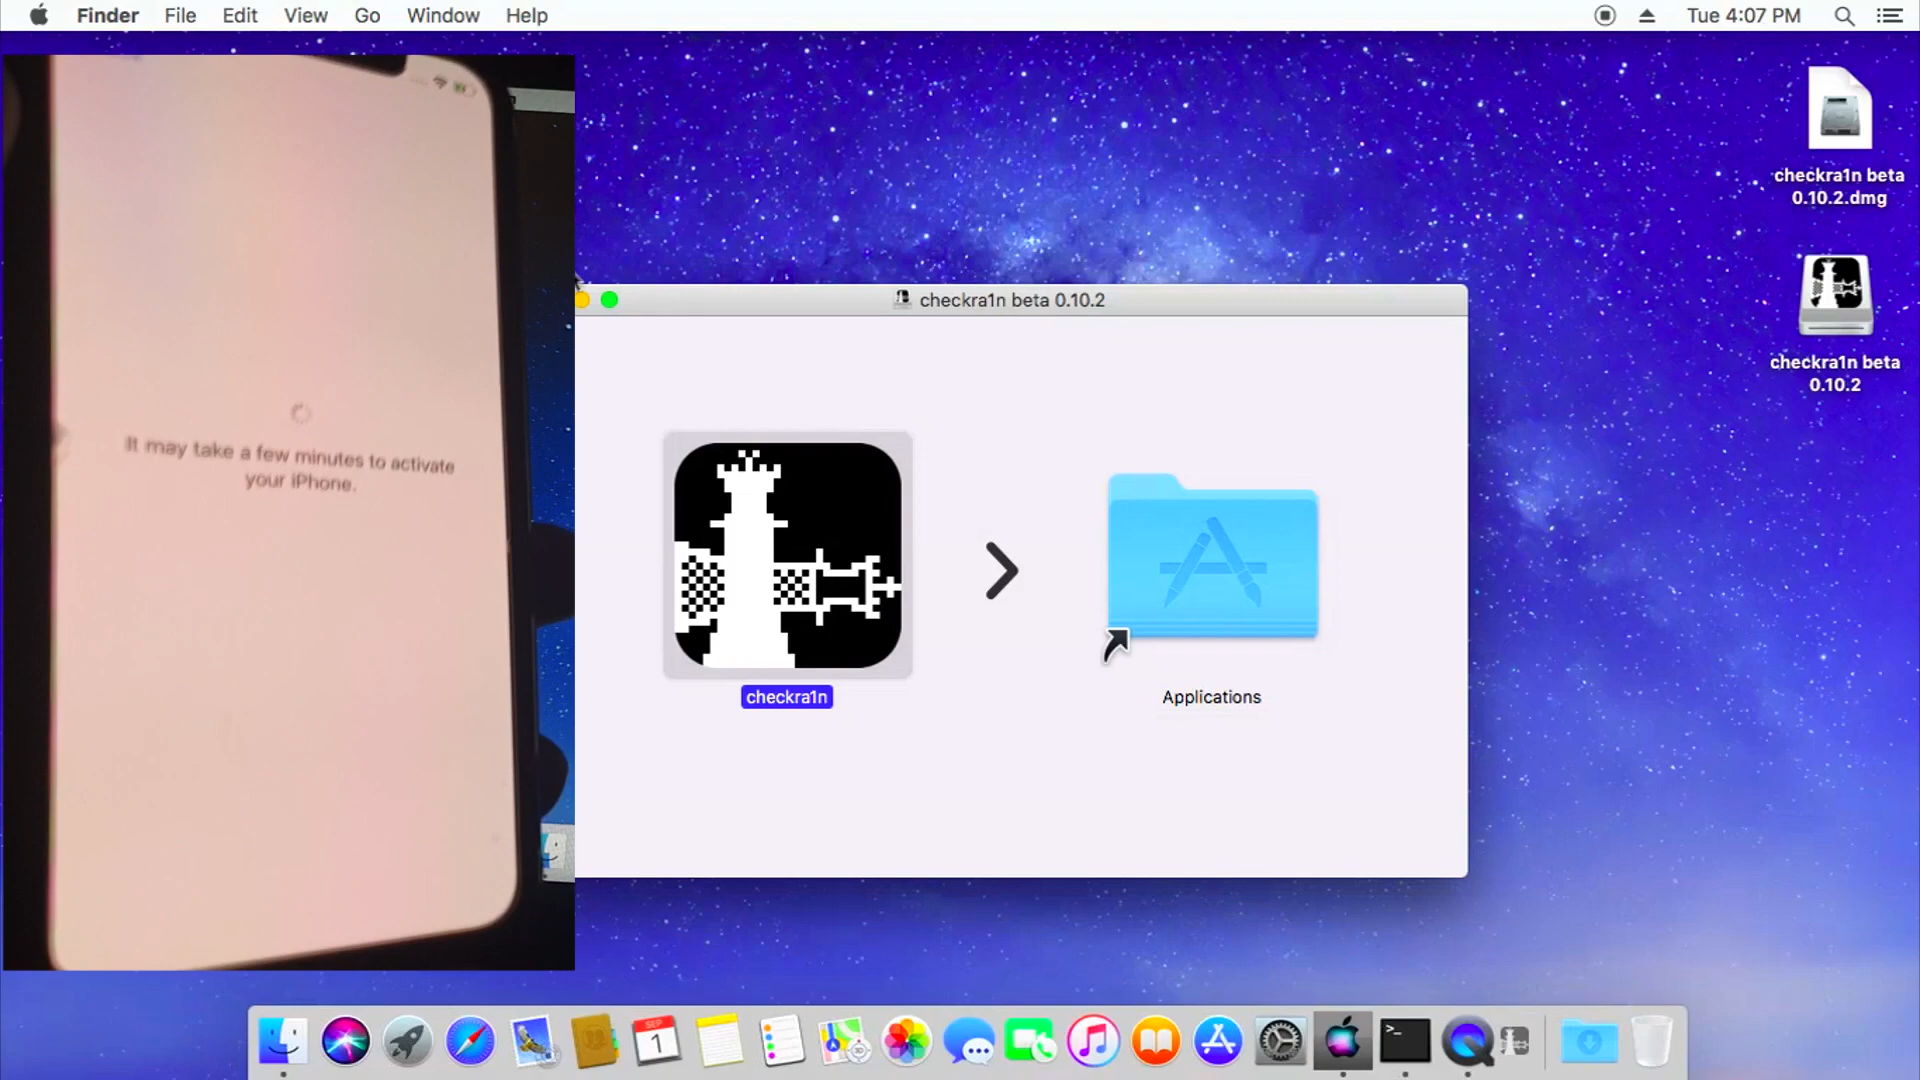 Finder File Edit View Go Window Help
Tue 4:07 PM
checkra1n beta
0.10.2.dmg
checkra1n beta
0.10.2
It may take a few minutes to activate
your iPhone.
checkra1n beta 0.10.2
checkra1n
Applications
SEP
1